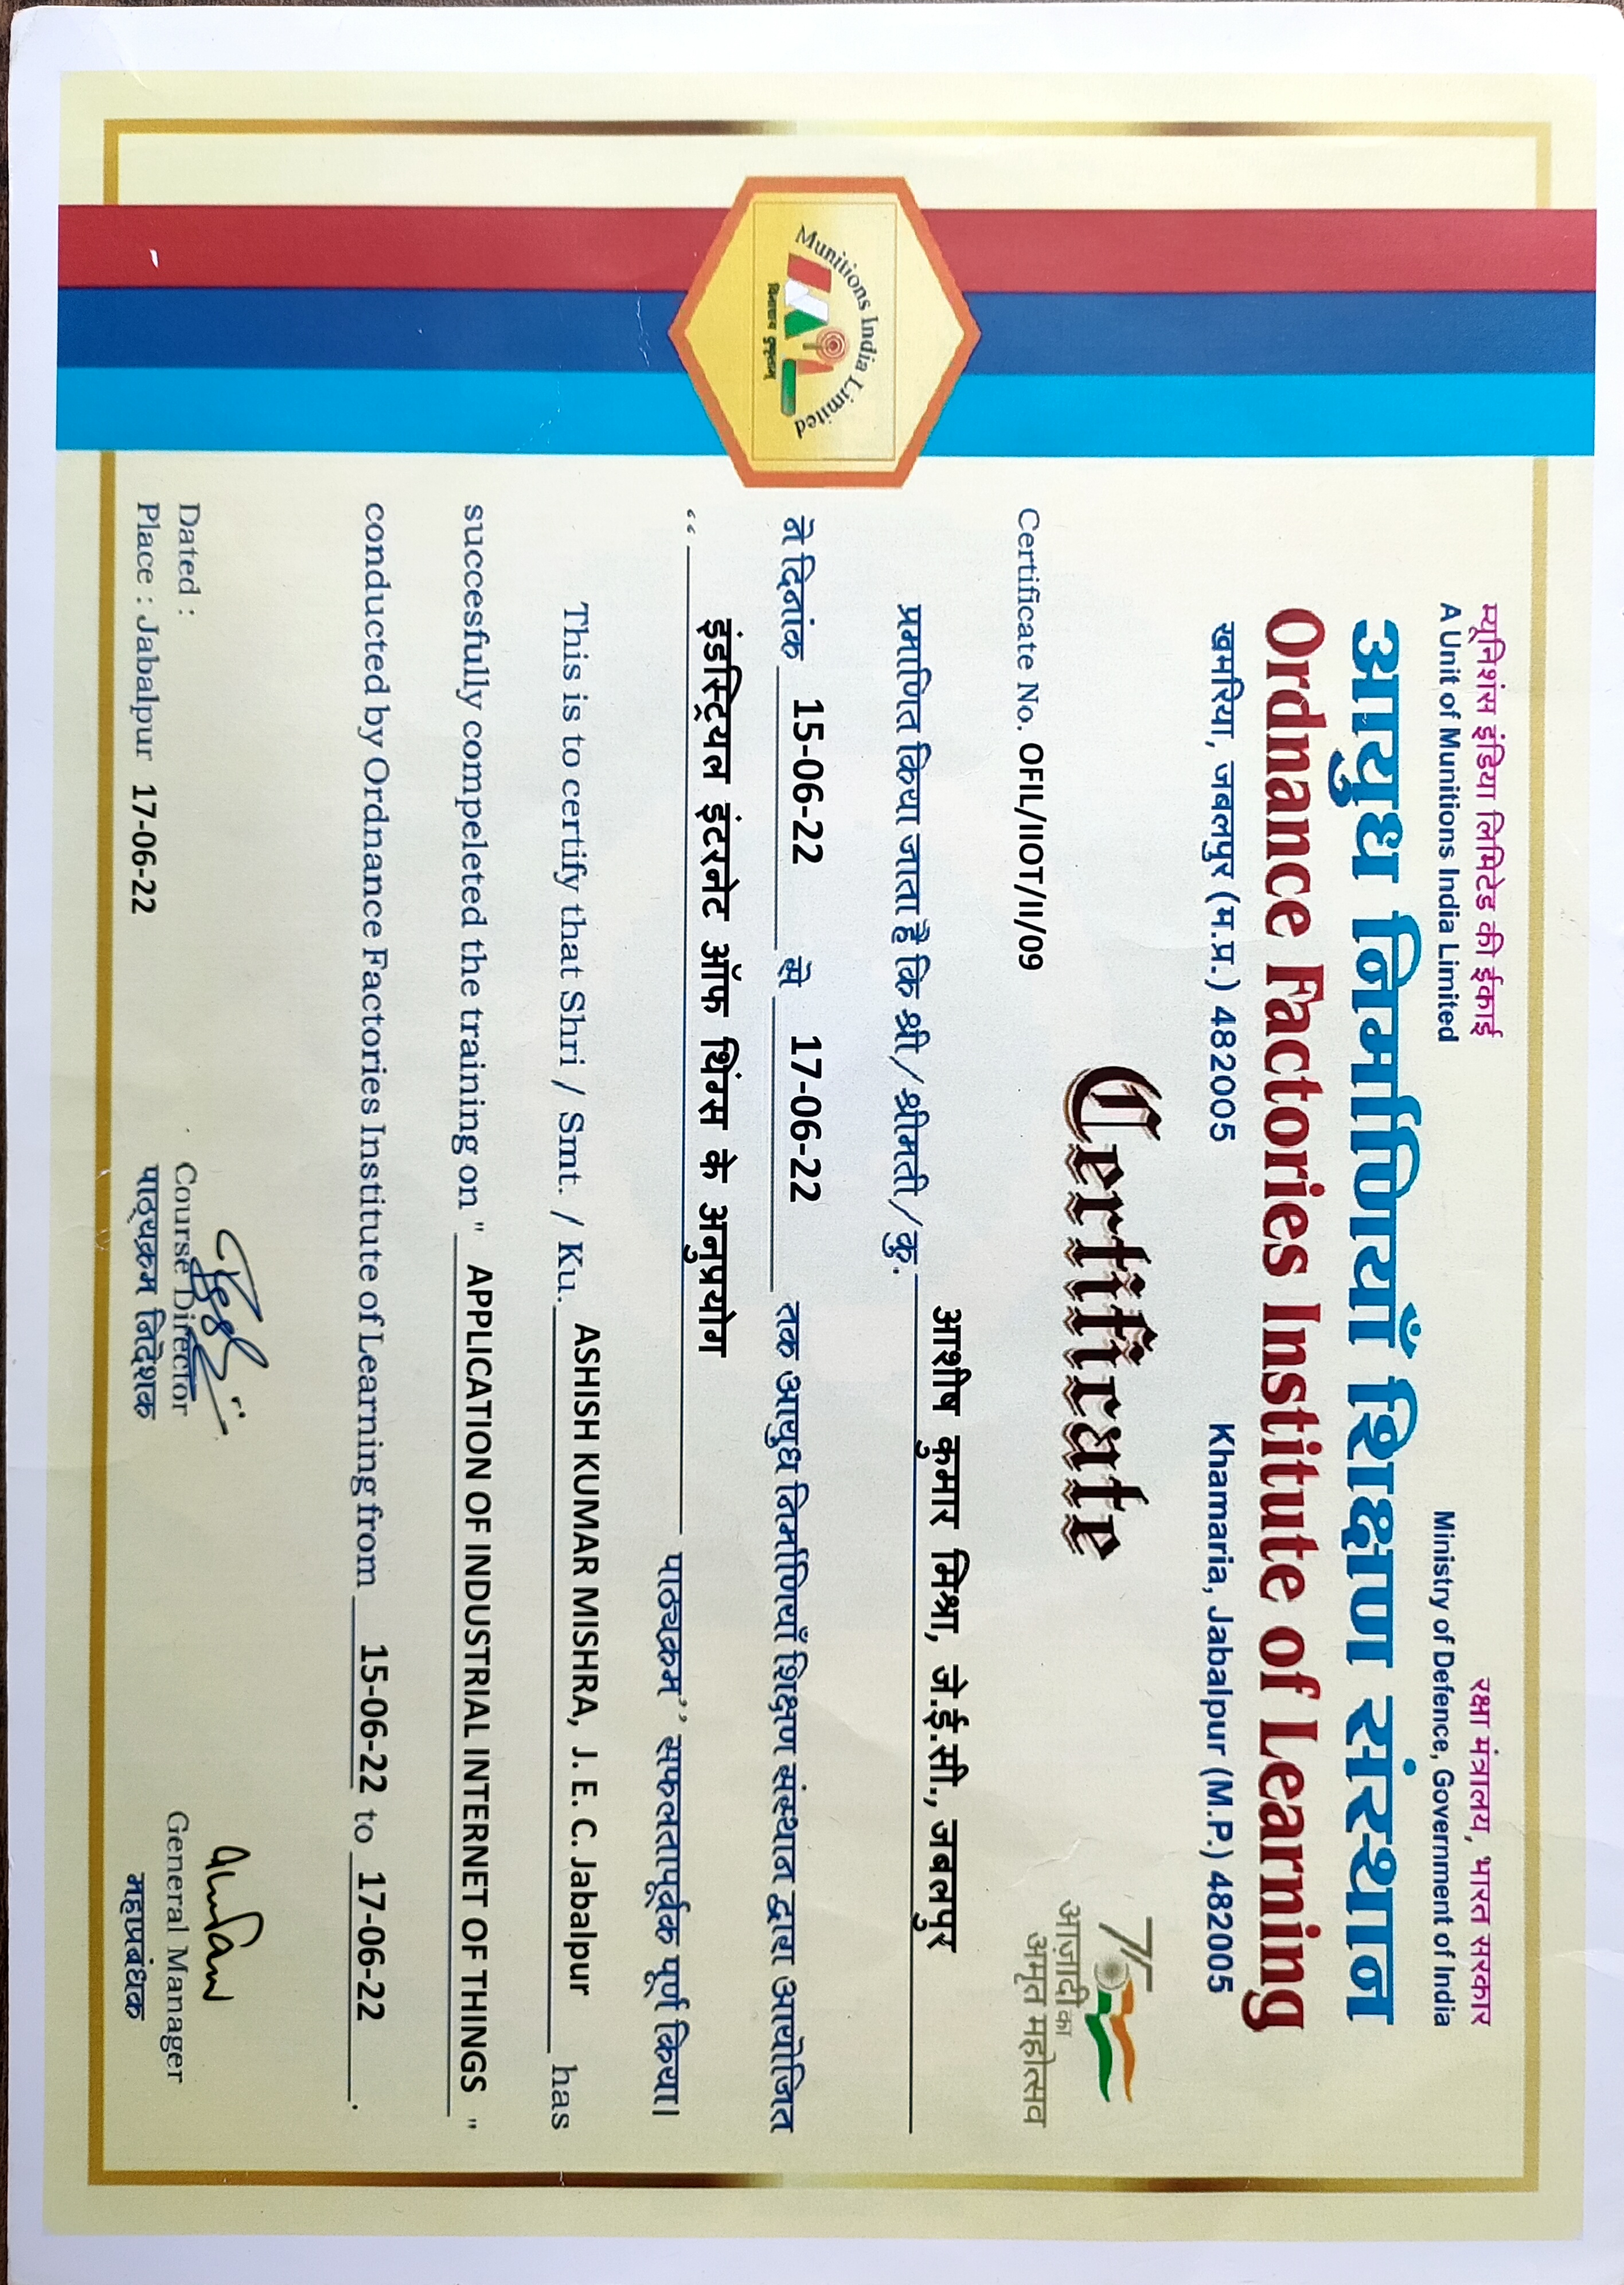 म्यूनिशंस इंडिया लिमिटेड की ईकाई
रक्षा मंत्रालय, भारत सरकार
A Unit of Munitions India Limited
Ministry of Defence, Government of India
आयुध निर्माणियाँ शिक्षण संस्थान
Ordnance Factories Institute of Learning
खमरिया, जबलपुर (म.प्र.) 482005
Khamaria, Jabalpur (M.P.) 482005
Certificate
75
आज़ादी का
अमृत महोत्सव
Certificate No. OFIL/IIOT/II/09
प्रमाणित किया जाता है कि श्री/श्रीमती/कु. आशीष कुमार मिश्रा, जे.ई.सी., जबलपुर
Munitions India Limited
MIL
विनाशाय दुष्कृताम्
ने दिनांक 15-06-22 से 17-06-22 तक आयुध निर्माणियाँ शिक्षण संस्थान द्वारा आयोजित
“ इंडस्ट्रियल इंटरनेट ऑफ थिंग्स के अनुप्रयोग पाठ्यक्रम” सफलतापूर्वक पूर्ण किया।
This is to certify that Shri / Smt. / Ku. ASHISH KUMAR MISHRA, J. E. C. Jabalpur has
succesfully compeleted the training on " APPLICATION OF INDUSTRIAL INTERNET OF THINGS "
conducted by Ordnance Factories Institute of Learning from 15-06-22 to 17-06-22 .
Dated :
Place : Jabalpur 17-06-22
Course Director
पाठ्यक्रम निदेशक
General Manager
महाप्रबंधक